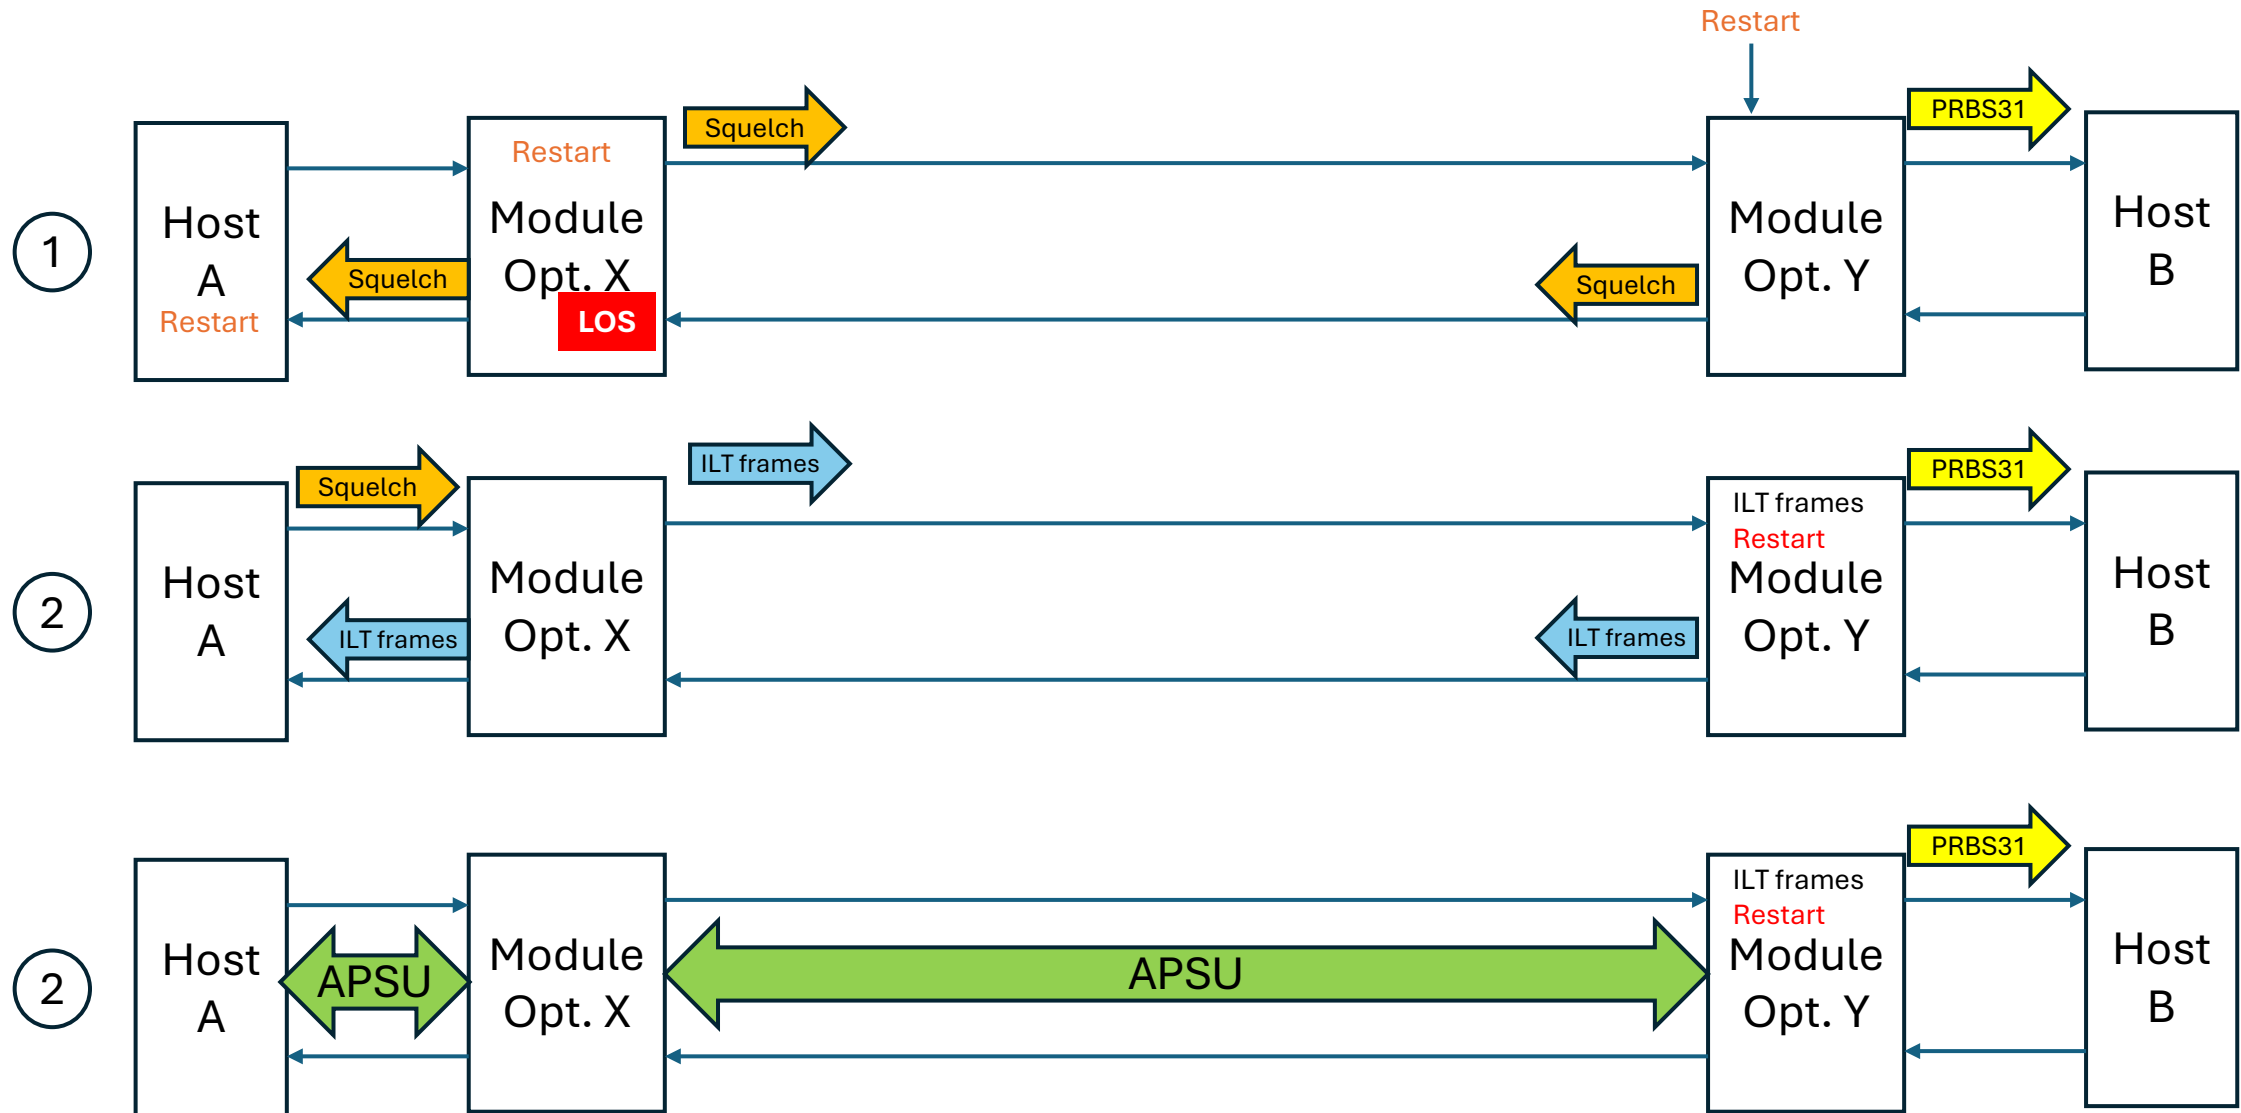 Restart
Squelch
PRBS31
1
Host
A
Restart
Squelch
Restart
Module
Opt. X
LOS
Squelch
Module
Opt. Y
Host
B
2
Squelch
ILT frames
PRBS31
Host
A
ILT frames
Module
Opt. X
ILT frames
ILT frames
Restart
Module
Opt. Y
Host
B
2
PRBS31
Host
A
APSU
Module
Opt. X
APSU
ILT frames
Restart
Module
Opt. Y
Host
B